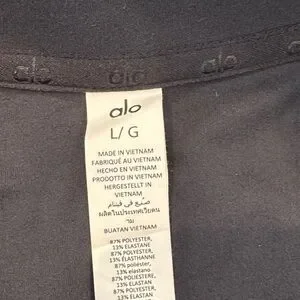 alo alo alo
alo
L/ G
MADE IN VIETNAM
FABRIQUÉ AU VIETNAM
HECHO EN VIETNAM
PRODOTTO IN VIETNAM
HERGESTELLT IN
VIETNAM
صنع في فيتنام
ผลิตในประเทศเวียดน
าม
BUATAN VIETNAM
87% POLYESTER,
13% ELASTANE
87% POLYESTER,
13% ÉLASTHANNE
87% poliéster,
13% elastano
87% POLIESTERE,
13% ELASTAN
87% POLYESTER,